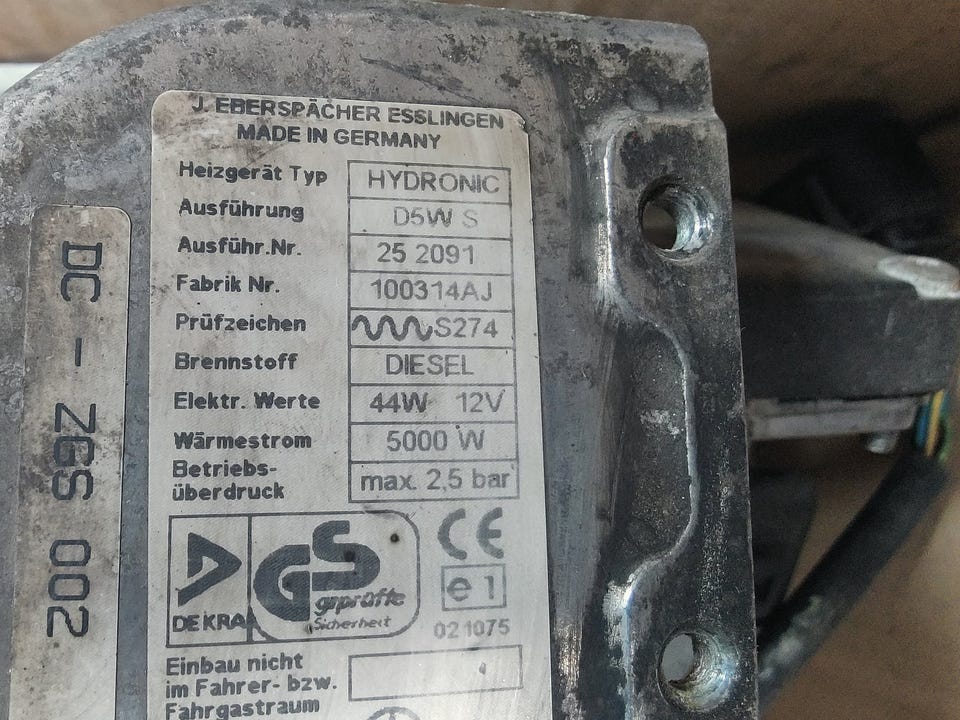 J. EBERSPÄCHER ESSLINGEN
MADE IN GERMANY
Heizgerät Typ HYDRONIC
Ausführung D5W S
Ausführ.Nr. 25 2091
Fabrik Nr. 100314AJ
Prüfzeichen S274
Brennstoff DIESEL
Elektr. Werte 44W 12V
Wärmestrom 5000 W
Betriebs-
überdruck max. 2,5 bar
DEKRA
GS
geprüfte
Sicherheit
CE
e1
021075
Einbau nicht
im Fahrer- bzw.
Fahrgastraum
DC - ZGS 002